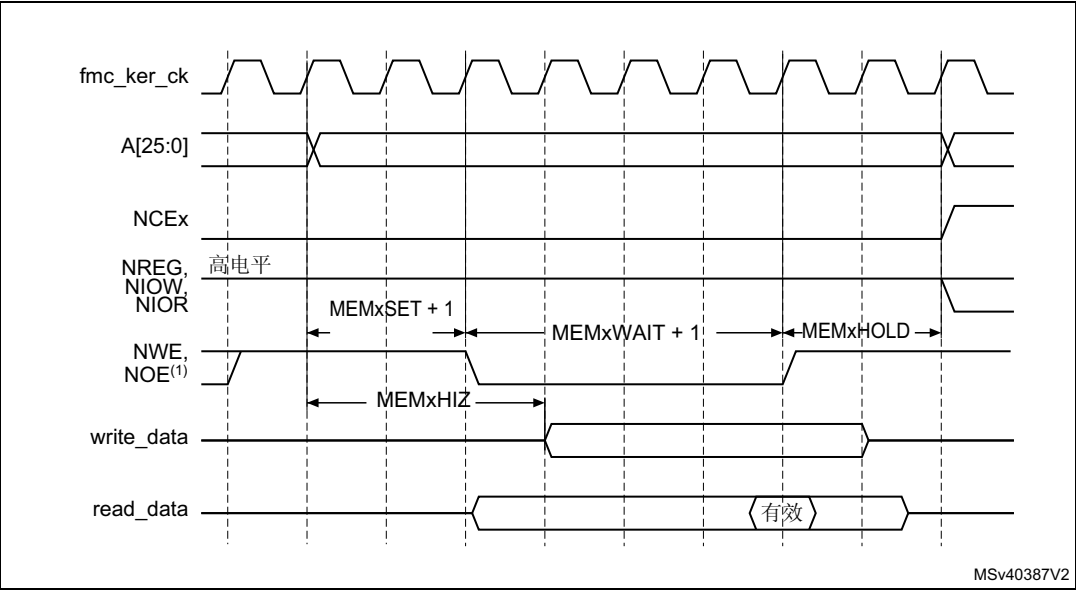 fmc_ker_ck
A[25:0]
NCEx
NREG, 高电平
NIOW,
NIOR
MEMxSET + 1
MEMxWAIT + 1
MEMxHOLD
NWE,
NOE(1)
MEMxHIZ
write_data
read_data
有效
MSv40387V2